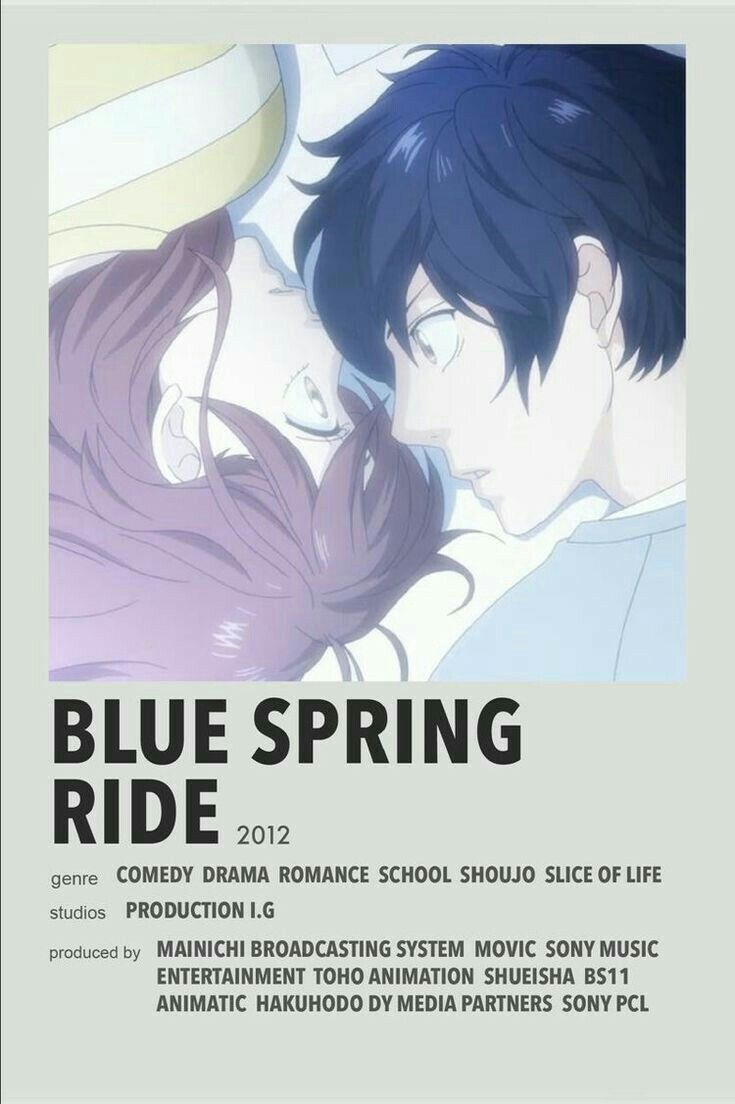 BLUE SPRING
RIDE 2012
genre COMEDY DRAMA ROMANCE SCHOOL SHOUJO SLICE OF LIFE
studios PRODUCTION I.G
produced by MAINICHI BROADCASTING SYSTEM MOVIC SONY MUSIC
ENTERTAINMENT TOHO ANIMATION SHUEISHA BS11
ANIMATIC HAKUHODO DY MEDIA PARTNERS SONY PCL